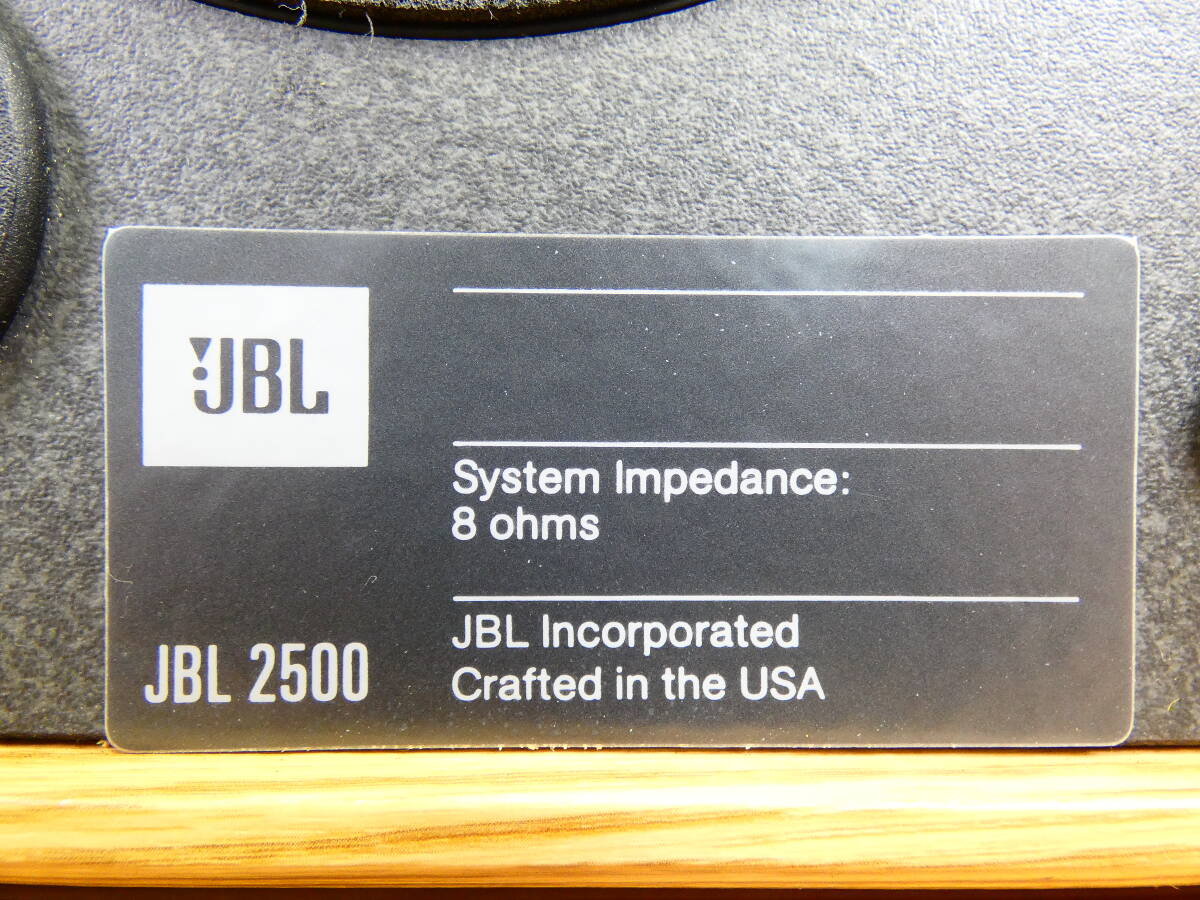 JBL
JBL 2500
System Impedance:
8 ohms
JBL Incorporated
Crafted in the USA